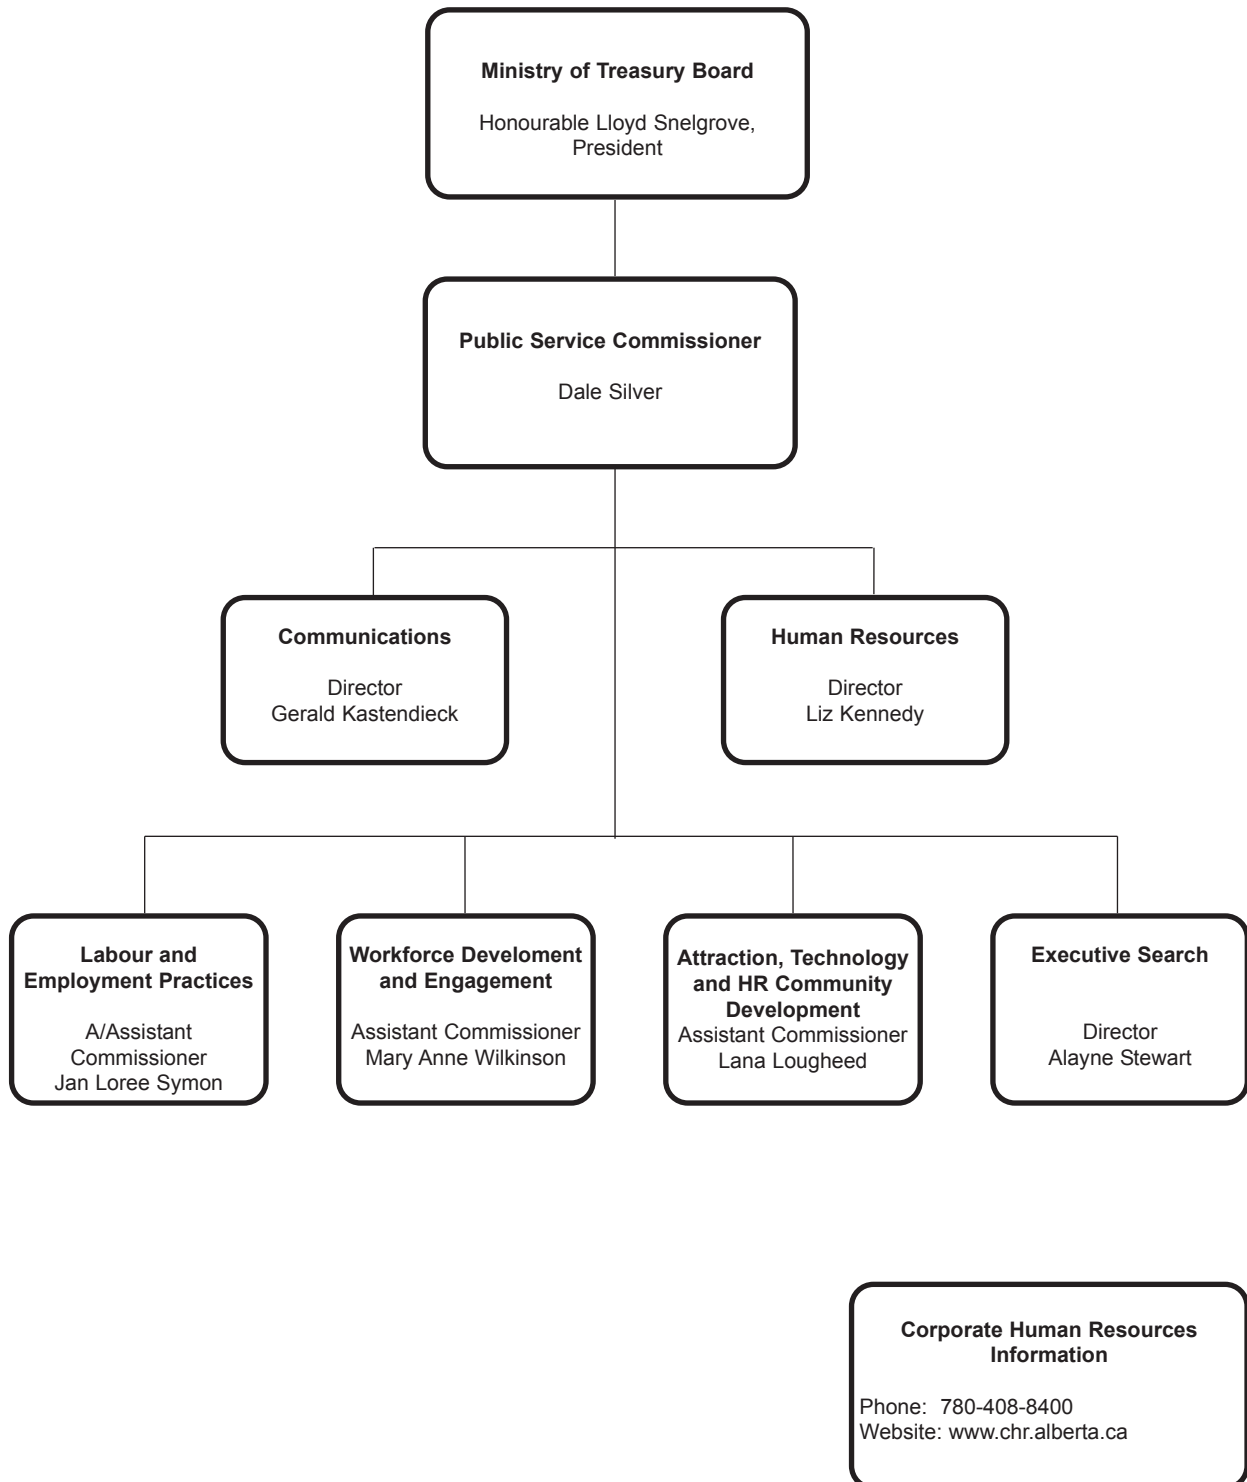 Ministry of Treasury Board
Honourable Lloyd Snelgrove,
President
Public Service Commissioner
Dale Silver
Communications
Director
Gerald Kastendieck
Human Resources
Director
Liz Kennedy
Labour and
Employment Practices
A/Assistant
Commissioner
Jan Loree Symon
Workforce Develoment
and Engagement
Assistant Commissioner
Mary Anne Wilkinson
Attraction, Technology
and HR Community
Development
Assistant Commissioner
Lana Lougheed
Executive Search
Director
Alayne Stewart
Corporate Human Resources
Information
Phone: 780-408-8400
Website: www.chr.alberta.ca